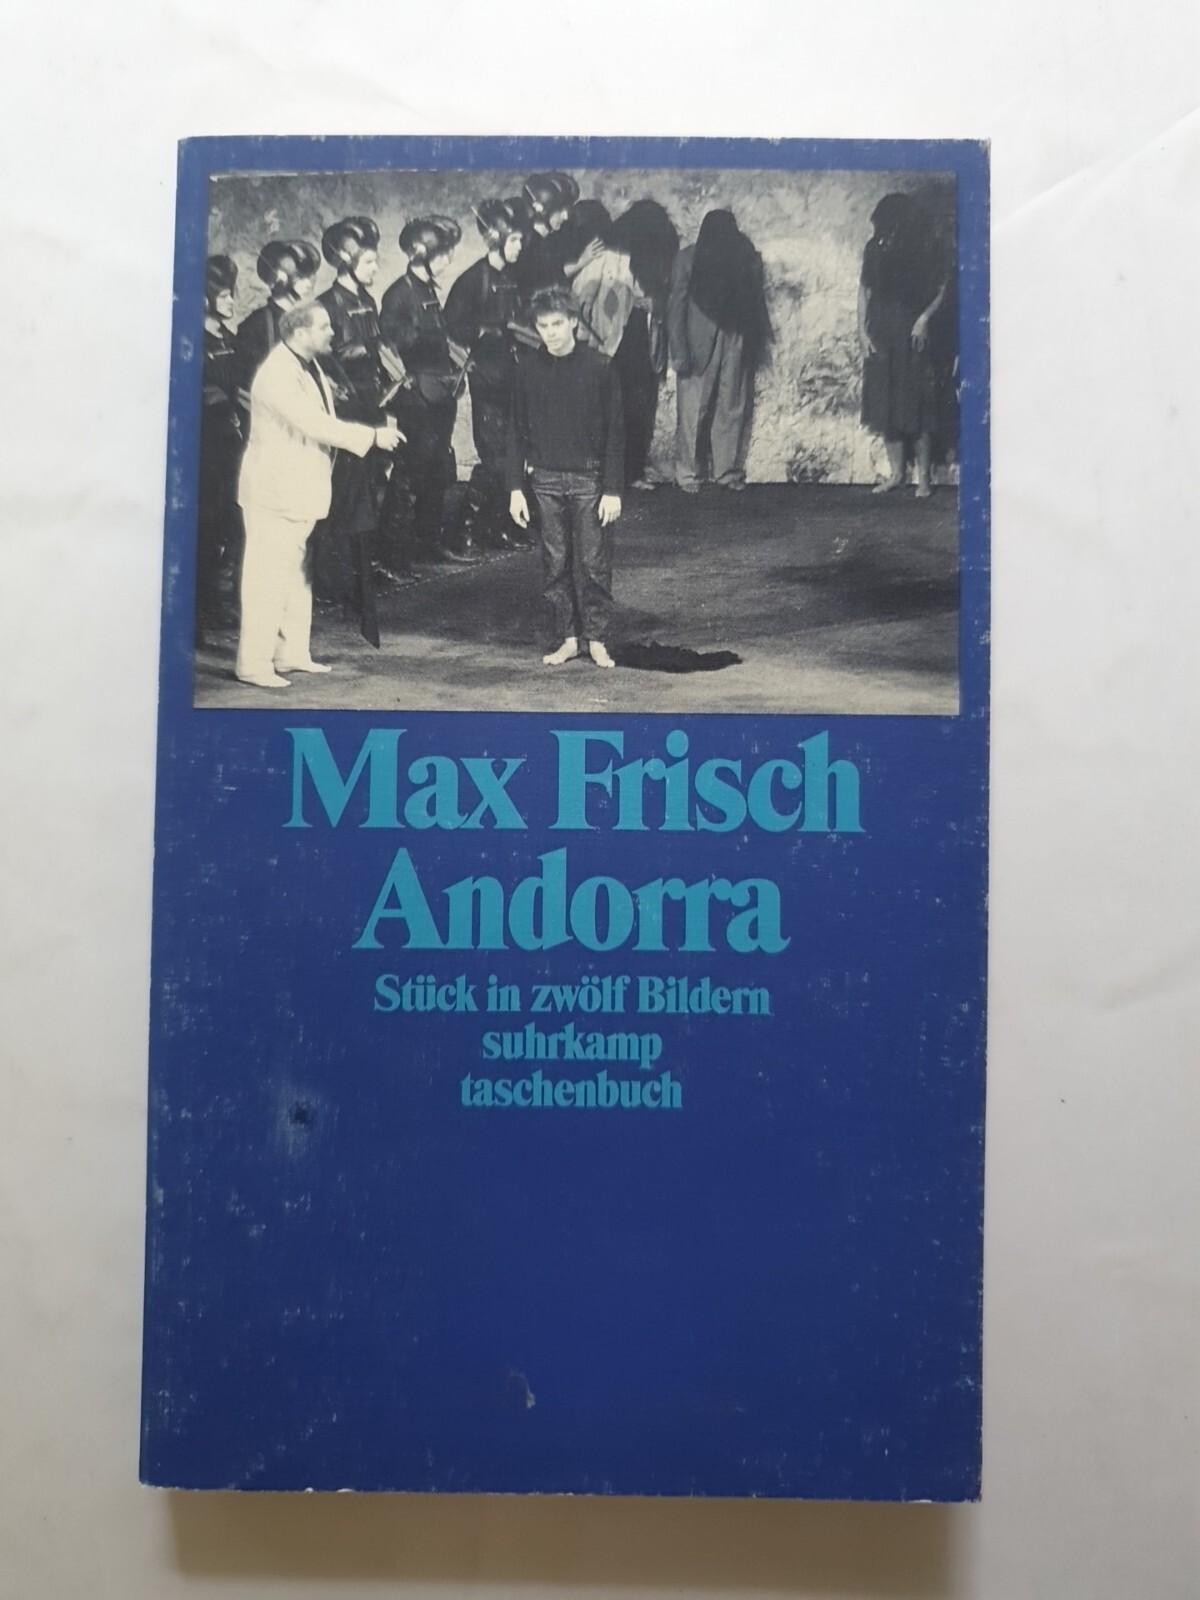 Max Frisch
Andorra
Stück in zwölf Bildern
suhrkamp
taschenbuch